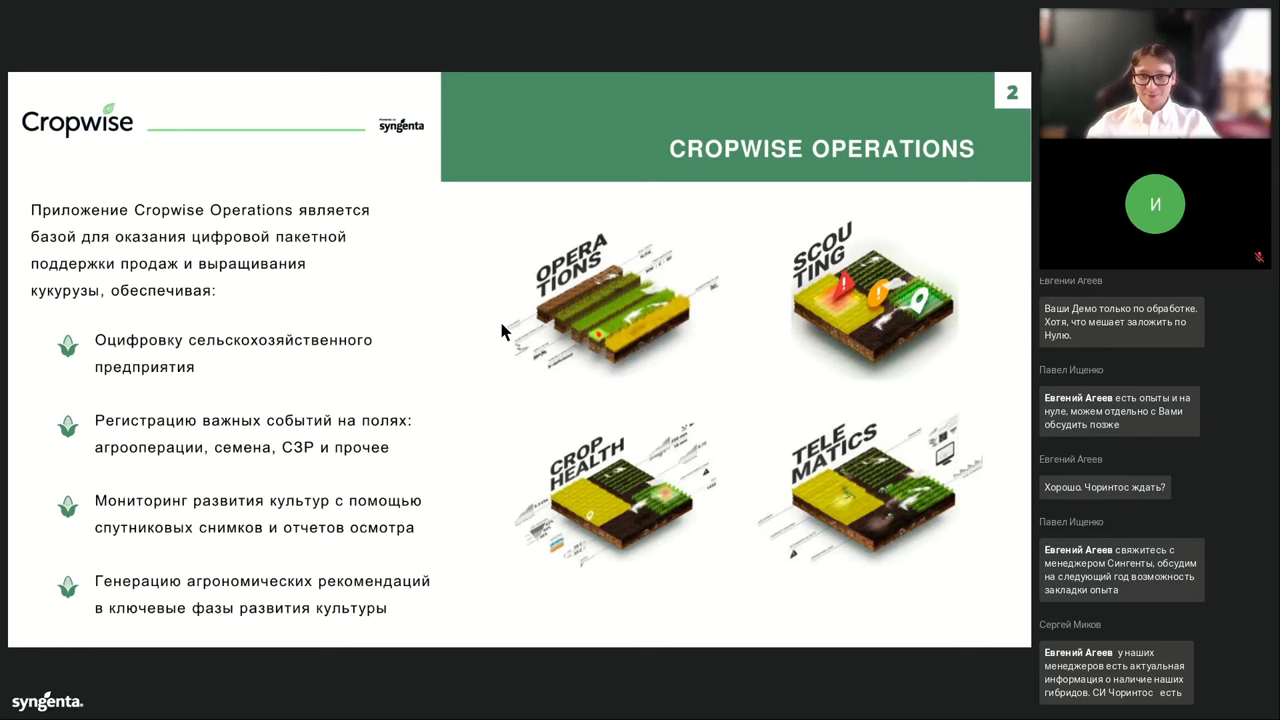 Cropwise
Powered by
syngenta
2
CROPWISE OPERATIONS
Приложение Cropwise Operations является
базой для оказания цифровой пакетной
поддержки продаж и выращивания
кукурузы, обеспечивая:
Оцифровку сельскохозяйственного
предприятия
Регистрацию важных событий на полях:
агрооперации, семена, СЗР и прочее
Мониторинг развития культур с помощью
спутниковых снимков и отчетов осмотра
Генерацию агрономических рекомендаций
в ключевые фазы развития культуры
OPERA
TIONS
SCOU
TING
CROP
HEALTH
TELE
MATICS
syngenta.
И
Евгений Агеев
Ваши Демо только по обработке.
Хотя, что мешает заложить по
Нулю.
Павел Ищенко
Евгений Агеев есть опыты и на
нуле, можем отдельно с Вами
обсудить позже
Евгений Агеев
Хорошо. Чоринтос ждать?
Павел Ищенко
Евгений Агеев свяжитесь с
менеджером Сингенты, обсудим
на следующий год возможность
закладки опыта
Сергей Миков
Евгений Агеев у наших
менеджеров есть актуальная
информация о наличие наших
гибридов. СИ Чоринтос есть